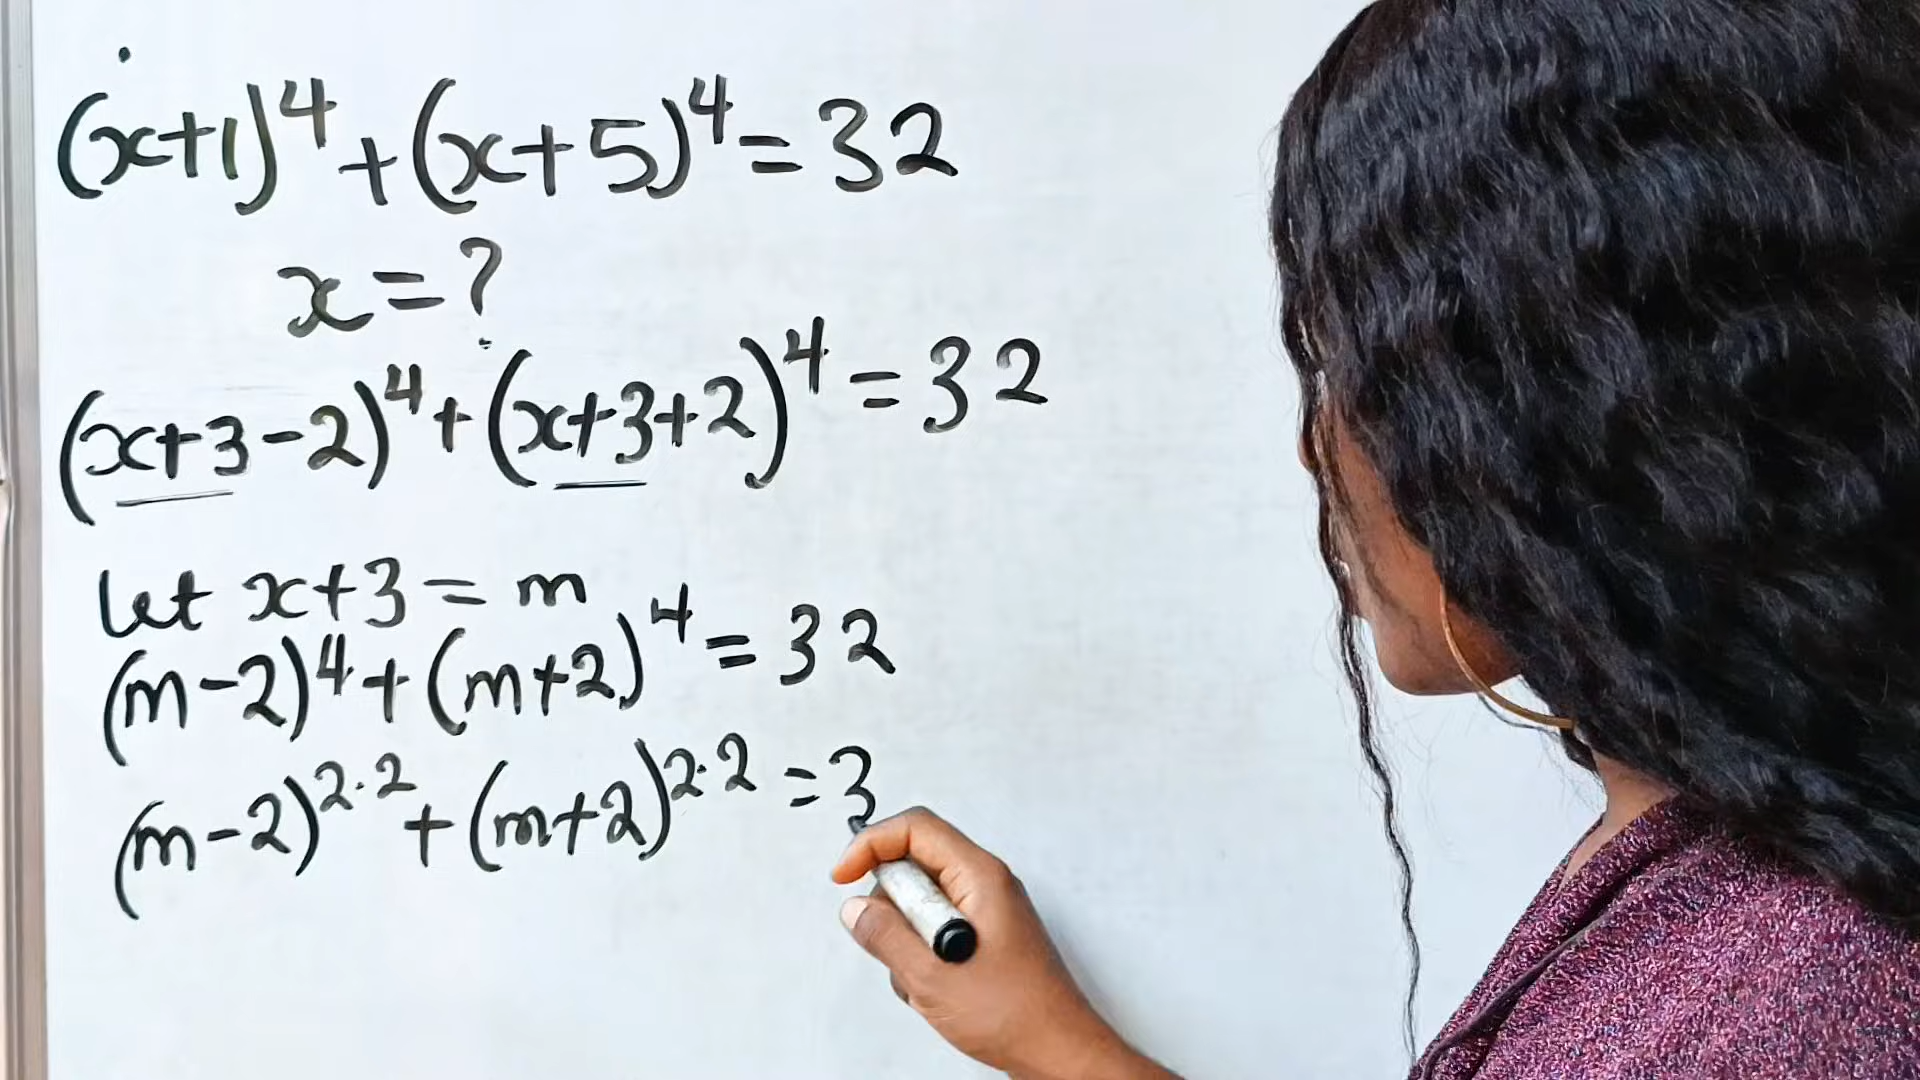 (x+1)⁴+(x+5)⁴=32
x=?
(x+3-2)⁴+(x+3+2)⁴=32
let x+3=m
(m-2)⁴+(m+2)⁴=32
(m-2)²·²+(m+2)²·²=3